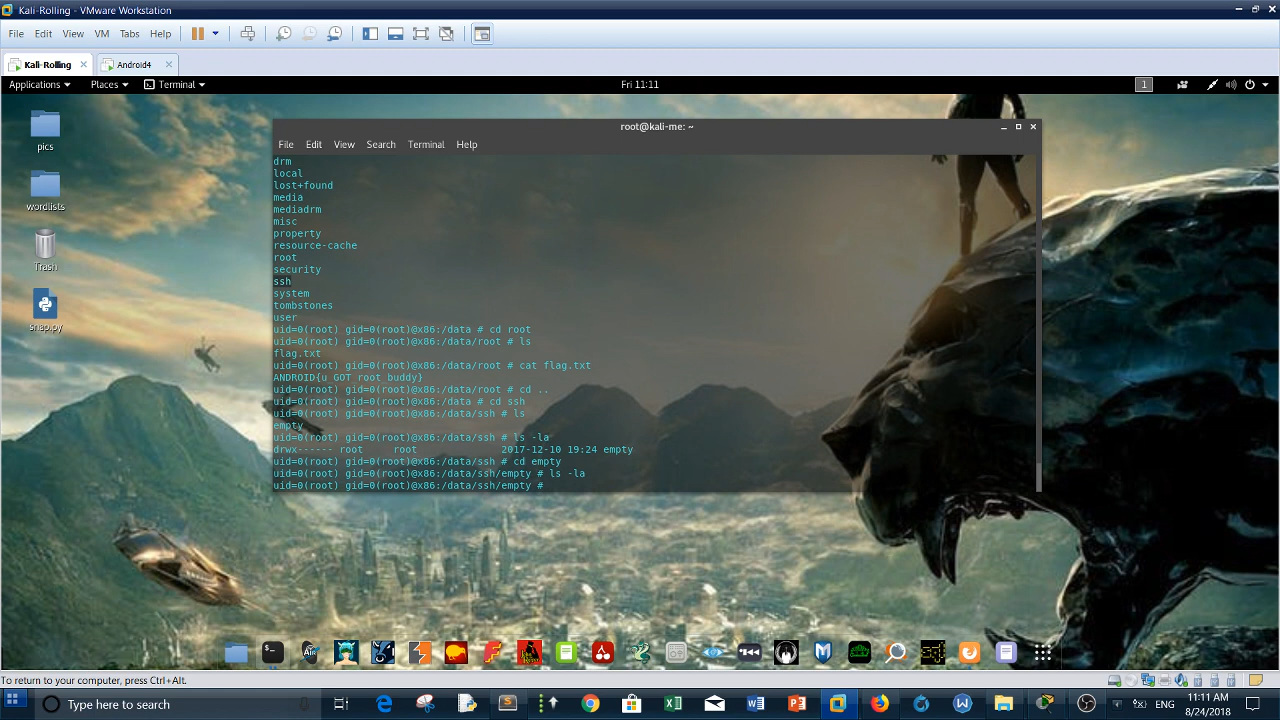 Kali-Rolling - VMware Workstation
File Edit View VM Tabs Help
Kali-Rolling Android4
Applications Places Terminal Fri 11:11 1
pics
wordlists
Trash
snap.py
root@kali-me: ~
File Edit View Search Terminal Help
drm
local
lost+found
media
mediadrm
misc
property
resource-cache
root
security
ssh
system
tombstones
user
uid=0(root) gid=0(root)@x86:/data # cd root
uid=0(root) gid=0(root)@x86:/data/root # ls
flag.txt
uid=0(root) gid=0(root)@x86:/data/root # cat flag.txt
ANDROID{u_GOT_root_buddy}
uid=0(root) gid=0(root)@x86:/data/root # cd ..
uid=0(root) gid=0(root)@x86:/data # cd ssh
uid=0(root) gid=0(root)@x86:/data/ssh # ls
empty
uid=0(root) gid=0(root)@x86:/data/ssh # ls -la
drwx------ root root 2017-12-10 19:24 empty
uid=0(root) gid=0(root)@x86:/data/ssh # cd empty
uid=0(root) gid=0(root)@x86:/data/ssh/empty # ls -la
uid=0(root) gid=0(root)@x86:/data/ssh/empty #
To return to your computer, press Ctrl+Alt.
Type here to search
ENG
11:11 AM
8/24/2018